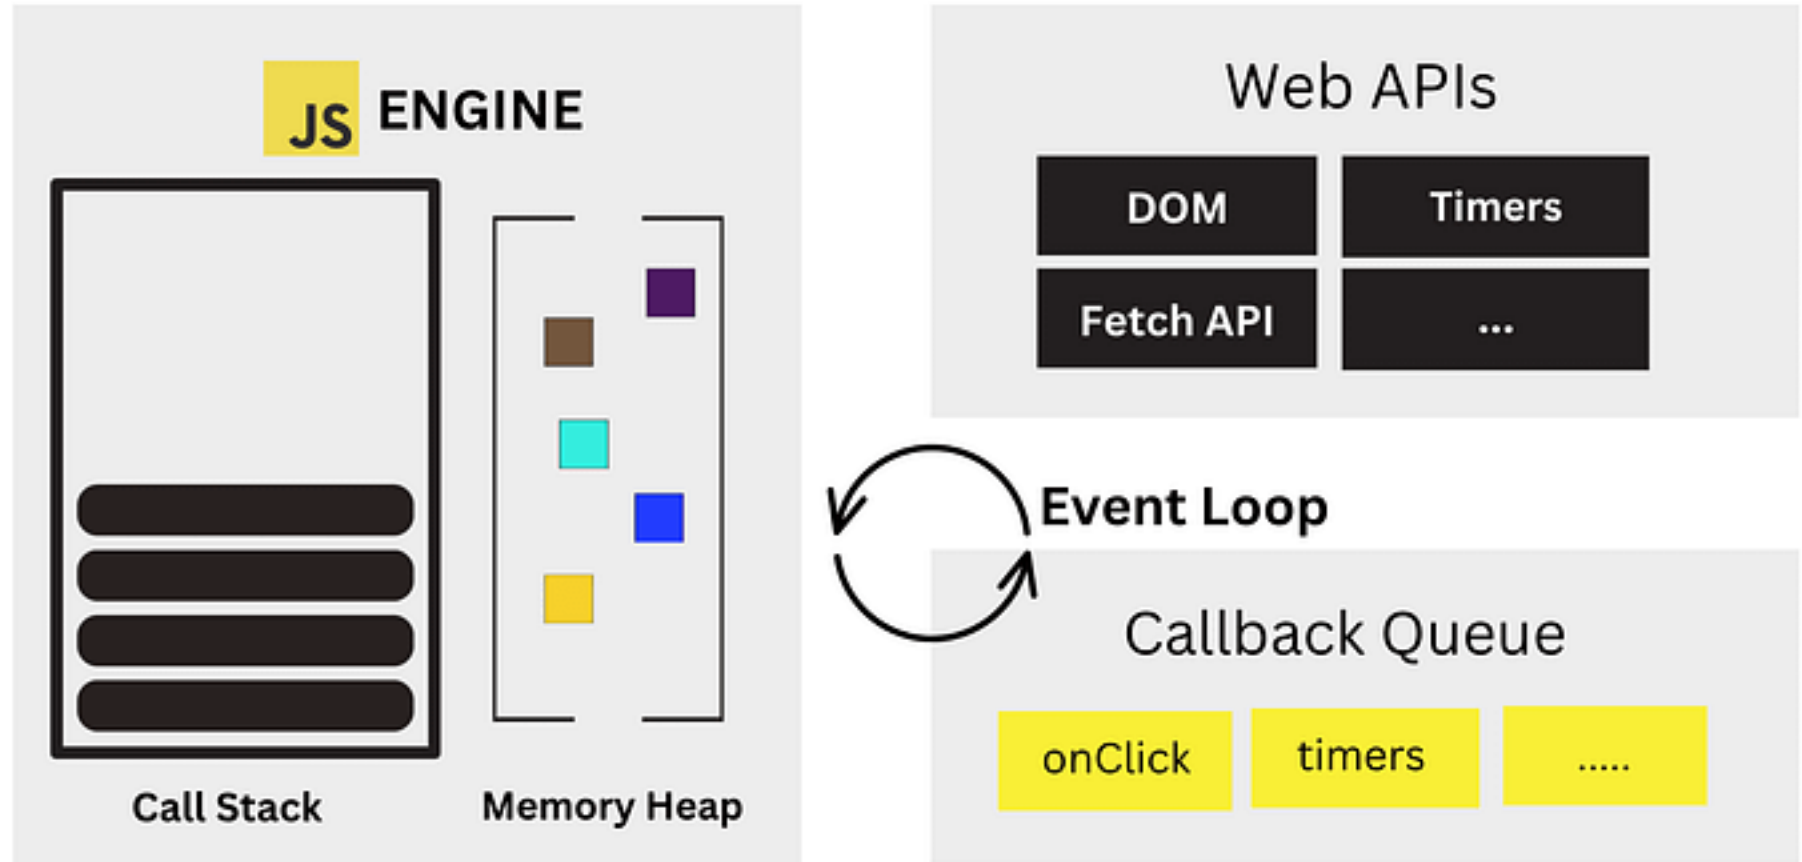 JS ENGINE
Call Stack
Memory Heap
Web APIs
DOM
Timers
Fetch API
...
Event Loop
Callback Queue
onClick
timers
.....